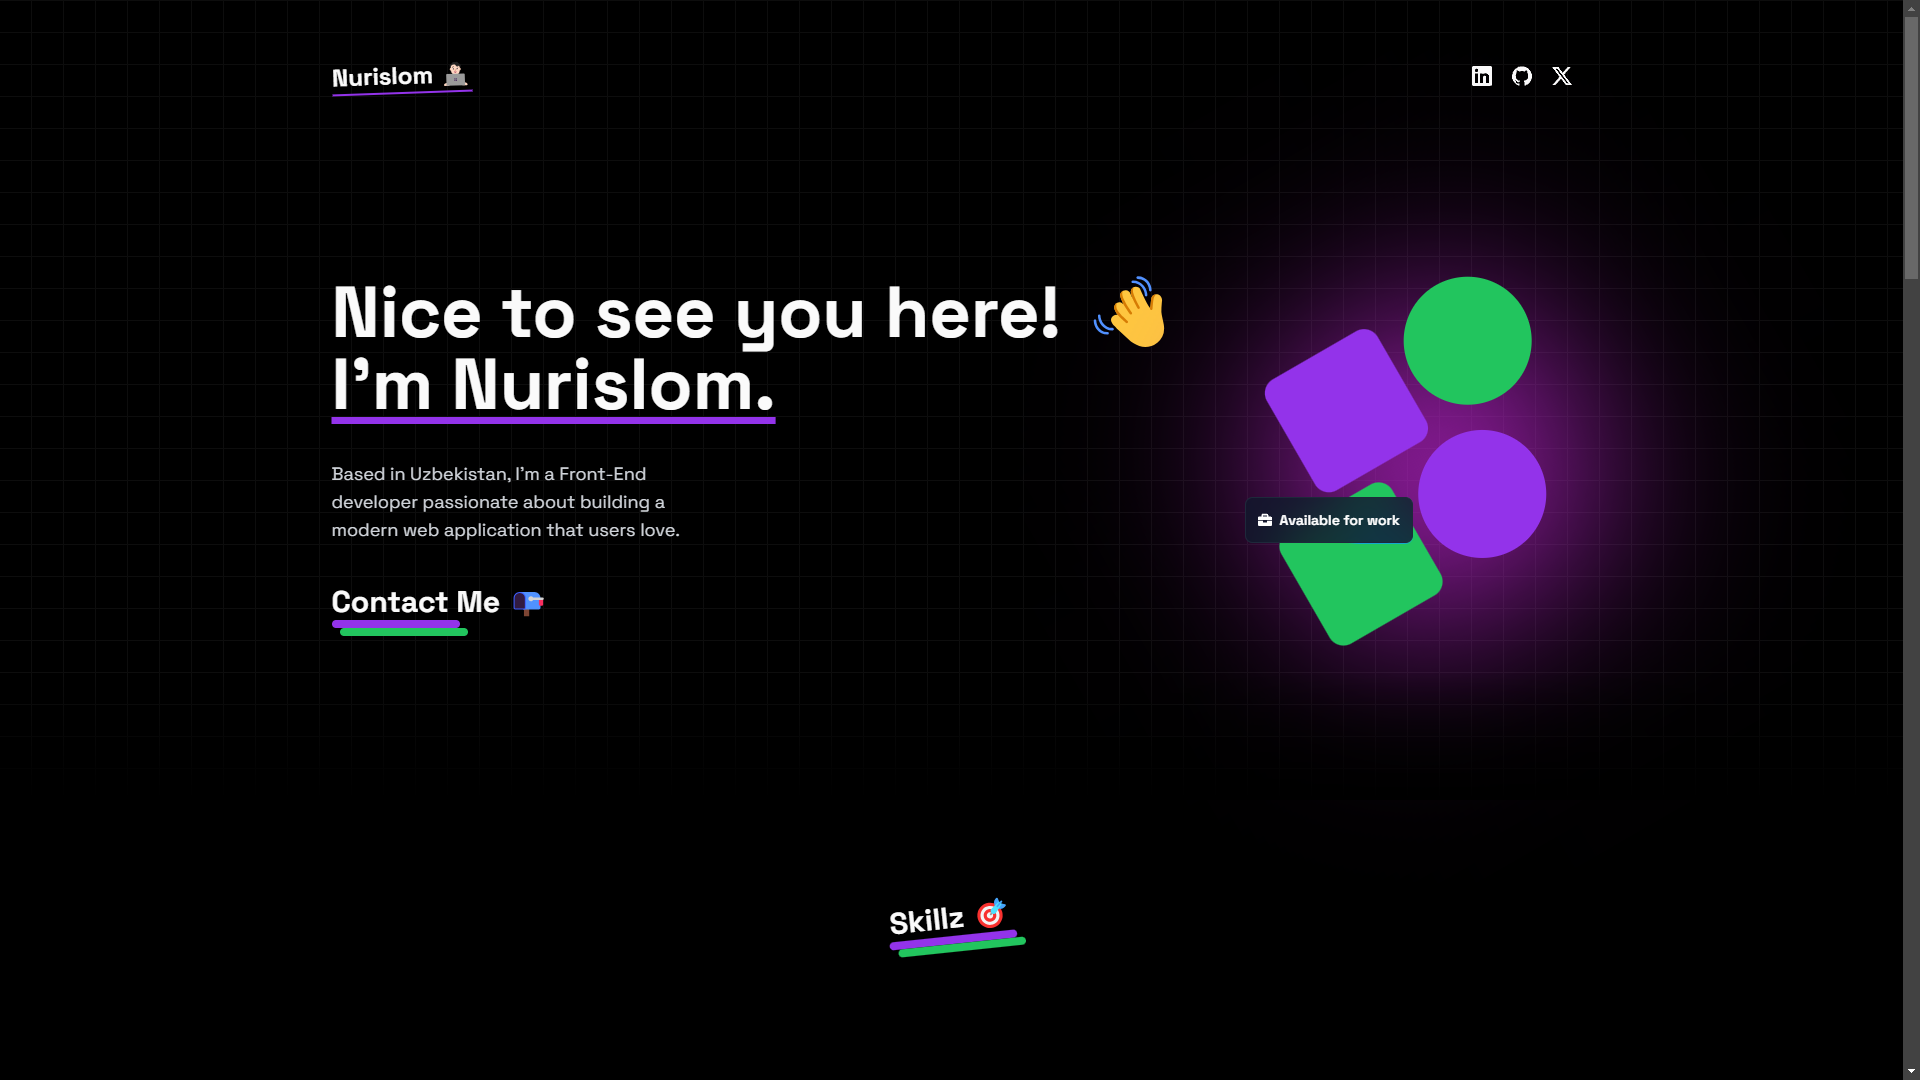 Nurislom
Nice to see you here!
I’m Nurislom.
Based in Uzbekistan, I’m a Front-End
developer passionate about building a
modern web application that users love.
Available for work
Contact Me
Skillz